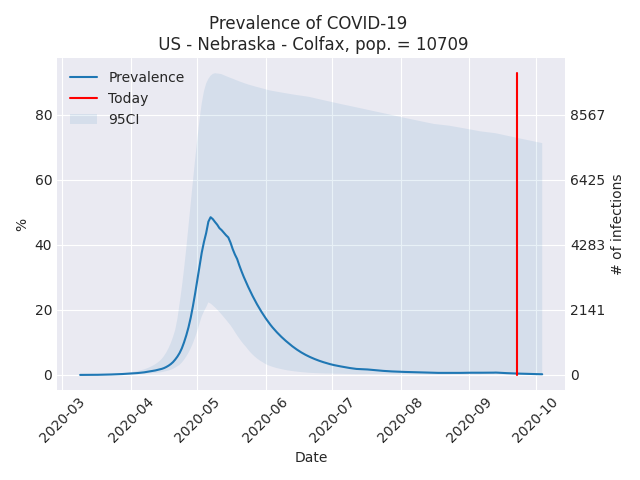 Prevalence of COVID-19
US - Nebraska - Colfax, pop. = 10709
Prevalence
Today
95CI
80
60
40
20
0
%
8567
6425
4283
2141
0
# of infections
2020-03
2020-04
2020-05
2020-06
2020-07
2020-08
2020-09
2020-10
Date